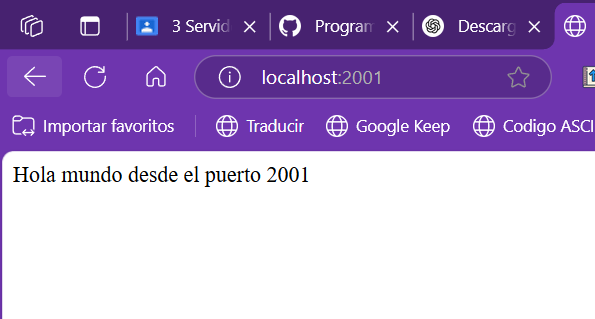 3 Servid
Program
Descarg
localhost:2001
Importar favoritos
Traducir
Google Keep
Codigo ASCI
Hola mundo desde el puerto 2001